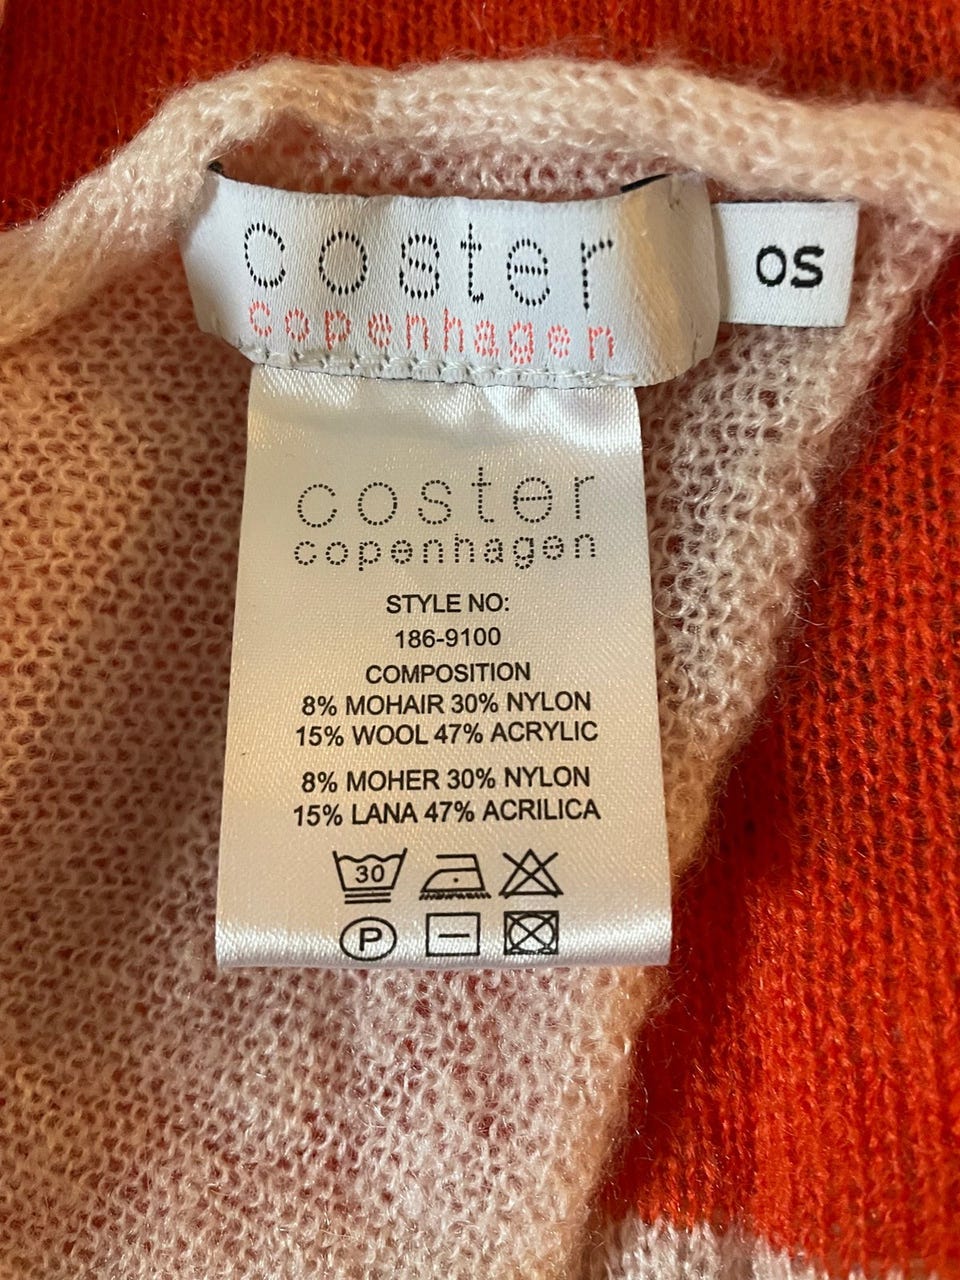 coster
copenhagen
OS
coster
copenhagen
STYLE NO:
186-9100
COMPOSITION
8% MOHAIR 30% NYLON
15% WOOL 47% ACRYLIC
8% MOHER 30% NYLON
15% LANA 47% ACRILICA
30
P